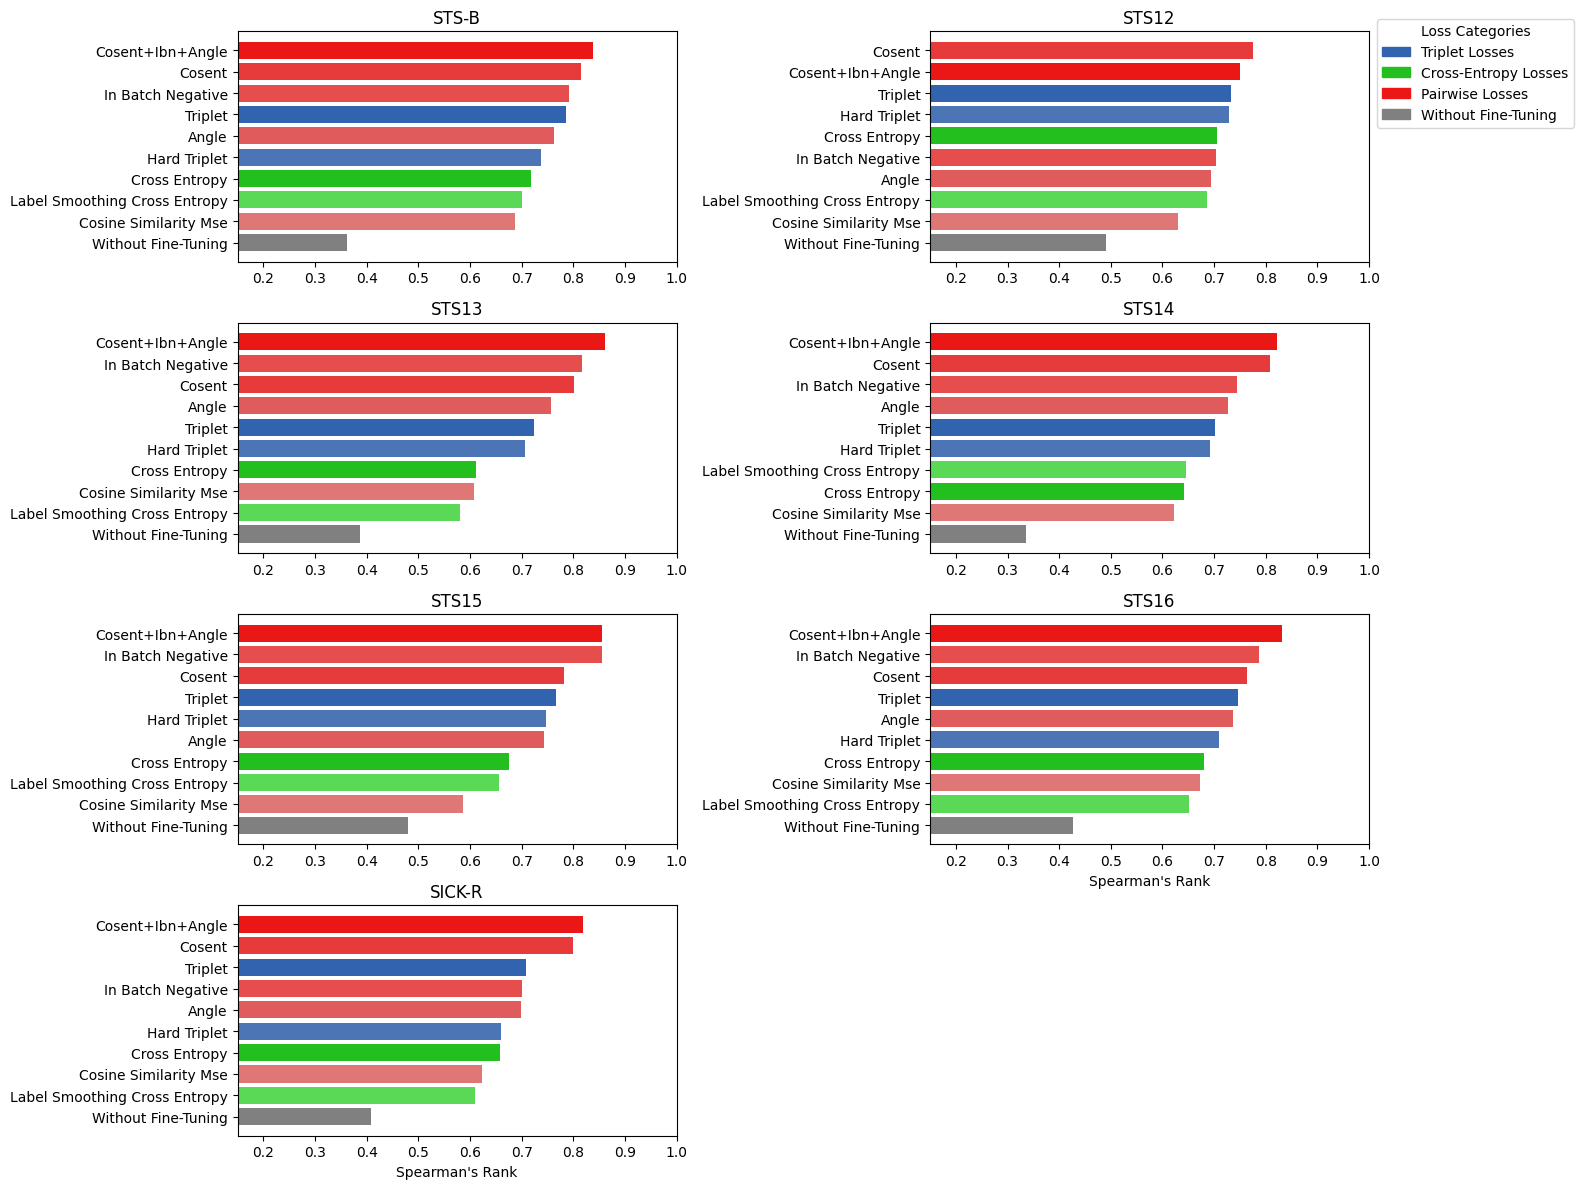 STS-B
Cosent+Ibn+Angle
Cosent
In Batch Negative
Triplet
Angle
Hard Triplet
Cross Entropy
Label Smoothing Cross Entropy
Cosine Similarity Mse
Without Fine-Tuning
0.2 0.3 0.4 0.5 0.6 0.7 0.8 0.9 1.0
STS12
Cosent
Cosent+Ibn+Angle
Triplet
Hard Triplet
Cross Entropy
In Batch Negative
Angle
Label Smoothing Cross Entropy
Cosine Similarity Mse
Without Fine-Tuning
0.2 0.3 0.4 0.5 0.6 0.7 0.8 0.9 1.0
Loss Categories
Triplet Losses
Cross-Entropy Losses
Pairwise Losses
Without Fine-Tuning
STS13
Cosent+Ibn+Angle
In Batch Negative
Cosent
Angle
Triplet
Hard Triplet
Cross Entropy
Cosine Similarity Mse
Label Smoothing Cross Entropy
Without Fine-Tuning
0.2 0.3 0.4 0.5 0.6 0.7 0.8 0.9 1.0
STS14
Cosent+Ibn+Angle
Cosent
In Batch Negative
Angle
Triplet
Hard Triplet
Label Smoothing Cross Entropy
Cross Entropy
Cosine Similarity Mse
Without Fine-Tuning
0.2 0.3 0.4 0.5 0.6 0.7 0.8 0.9 1.0
STS15
Cosent+Ibn+Angle
In Batch Negative
Cosent
Triplet
Hard Triplet
Angle
Cross Entropy
Label Smoothing Cross Entropy
Cosine Similarity Mse
Without Fine-Tuning
0.2 0.3 0.4 0.5 0.6 0.7 0.8 0.9 1.0
STS16
Cosent+Ibn+Angle
In Batch Negative
Cosent
Triplet
Angle
Hard Triplet
Cross Entropy
Cosine Similarity Mse
Label Smoothing Cross Entropy
Without Fine-Tuning
0.2 0.3 0.4 0.5 0.6 0.7 0.8 0.9 1.0
Spearman's Rank
SICK-R
Cosent+Ibn+Angle
Cosent
Triplet
In Batch Negative
Angle
Hard Triplet
Cross Entropy
Cosine Similarity Mse
Label Smoothing Cross Entropy
Without Fine-Tuning
0.2 0.3 0.4 0.5 0.6 0.7 0.8 0.9 1.0
Spearman's Rank